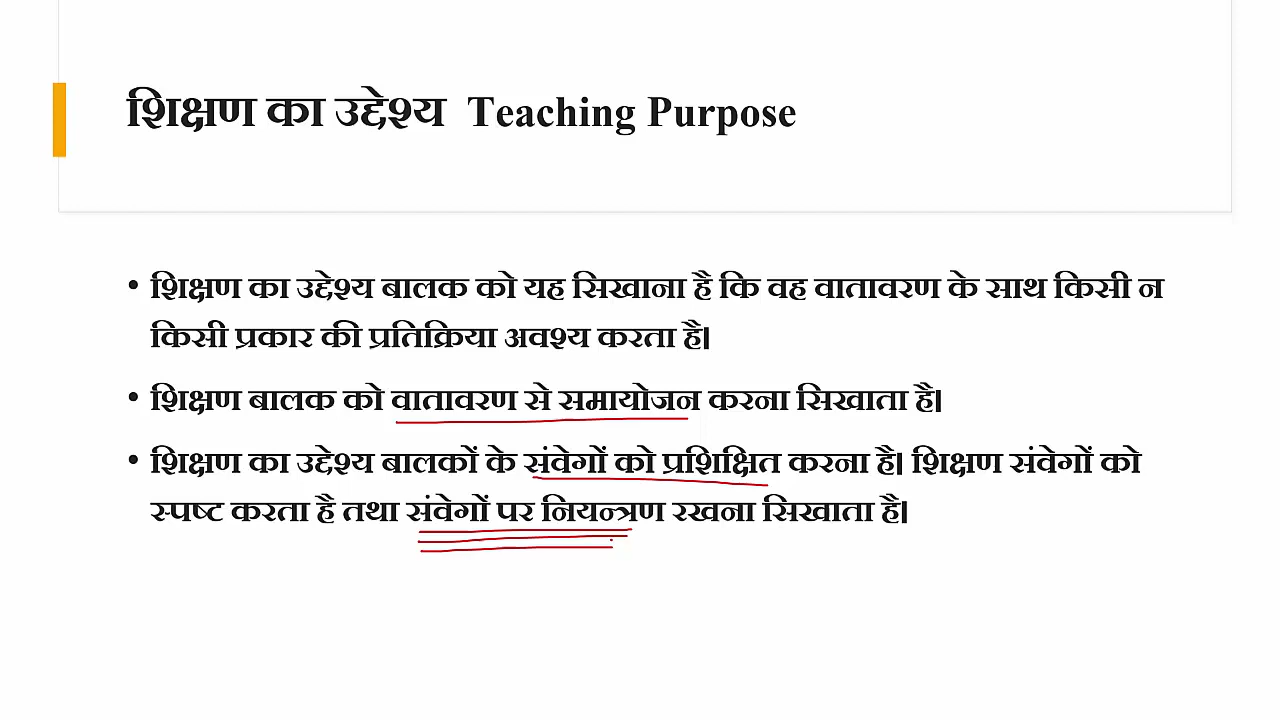 शिक्षण का उद्देश्य Teaching Purpose
• शिक्षण का उद्देश्य बालक को यह सिखाना है कि वह वातावरण के साथ किसी न
किसी प्रकार की प्रतिक्रिया अवश्य करता है।
• शिक्षण बालक को वातावरण से समायोजन करना सिखाता है।
• शिक्षण का उद्देश्य बालकों के संवेगों को प्रशिक्षित करना है। शिक्षण संवेगों को
स्पष्ट करता है तथा संवेगों पर नियन्त्रण रखना सिखाता है।